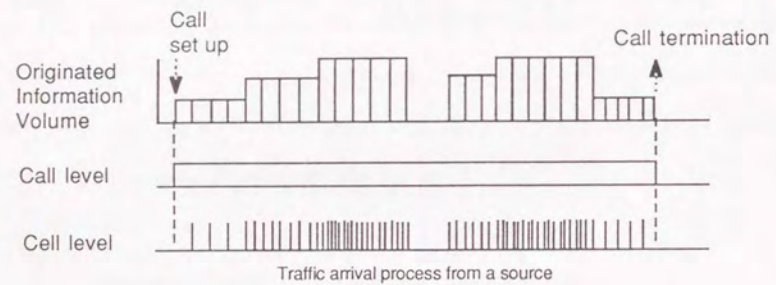 Call
set up
Call termination
Originated
Information
Volume
Call level
Cell level
Traffic arrival process from a source